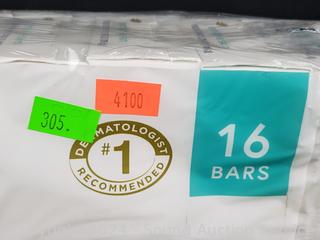 305.
4100
DERMATOLOGIST
#1
RECOMMENDED
16
BARS